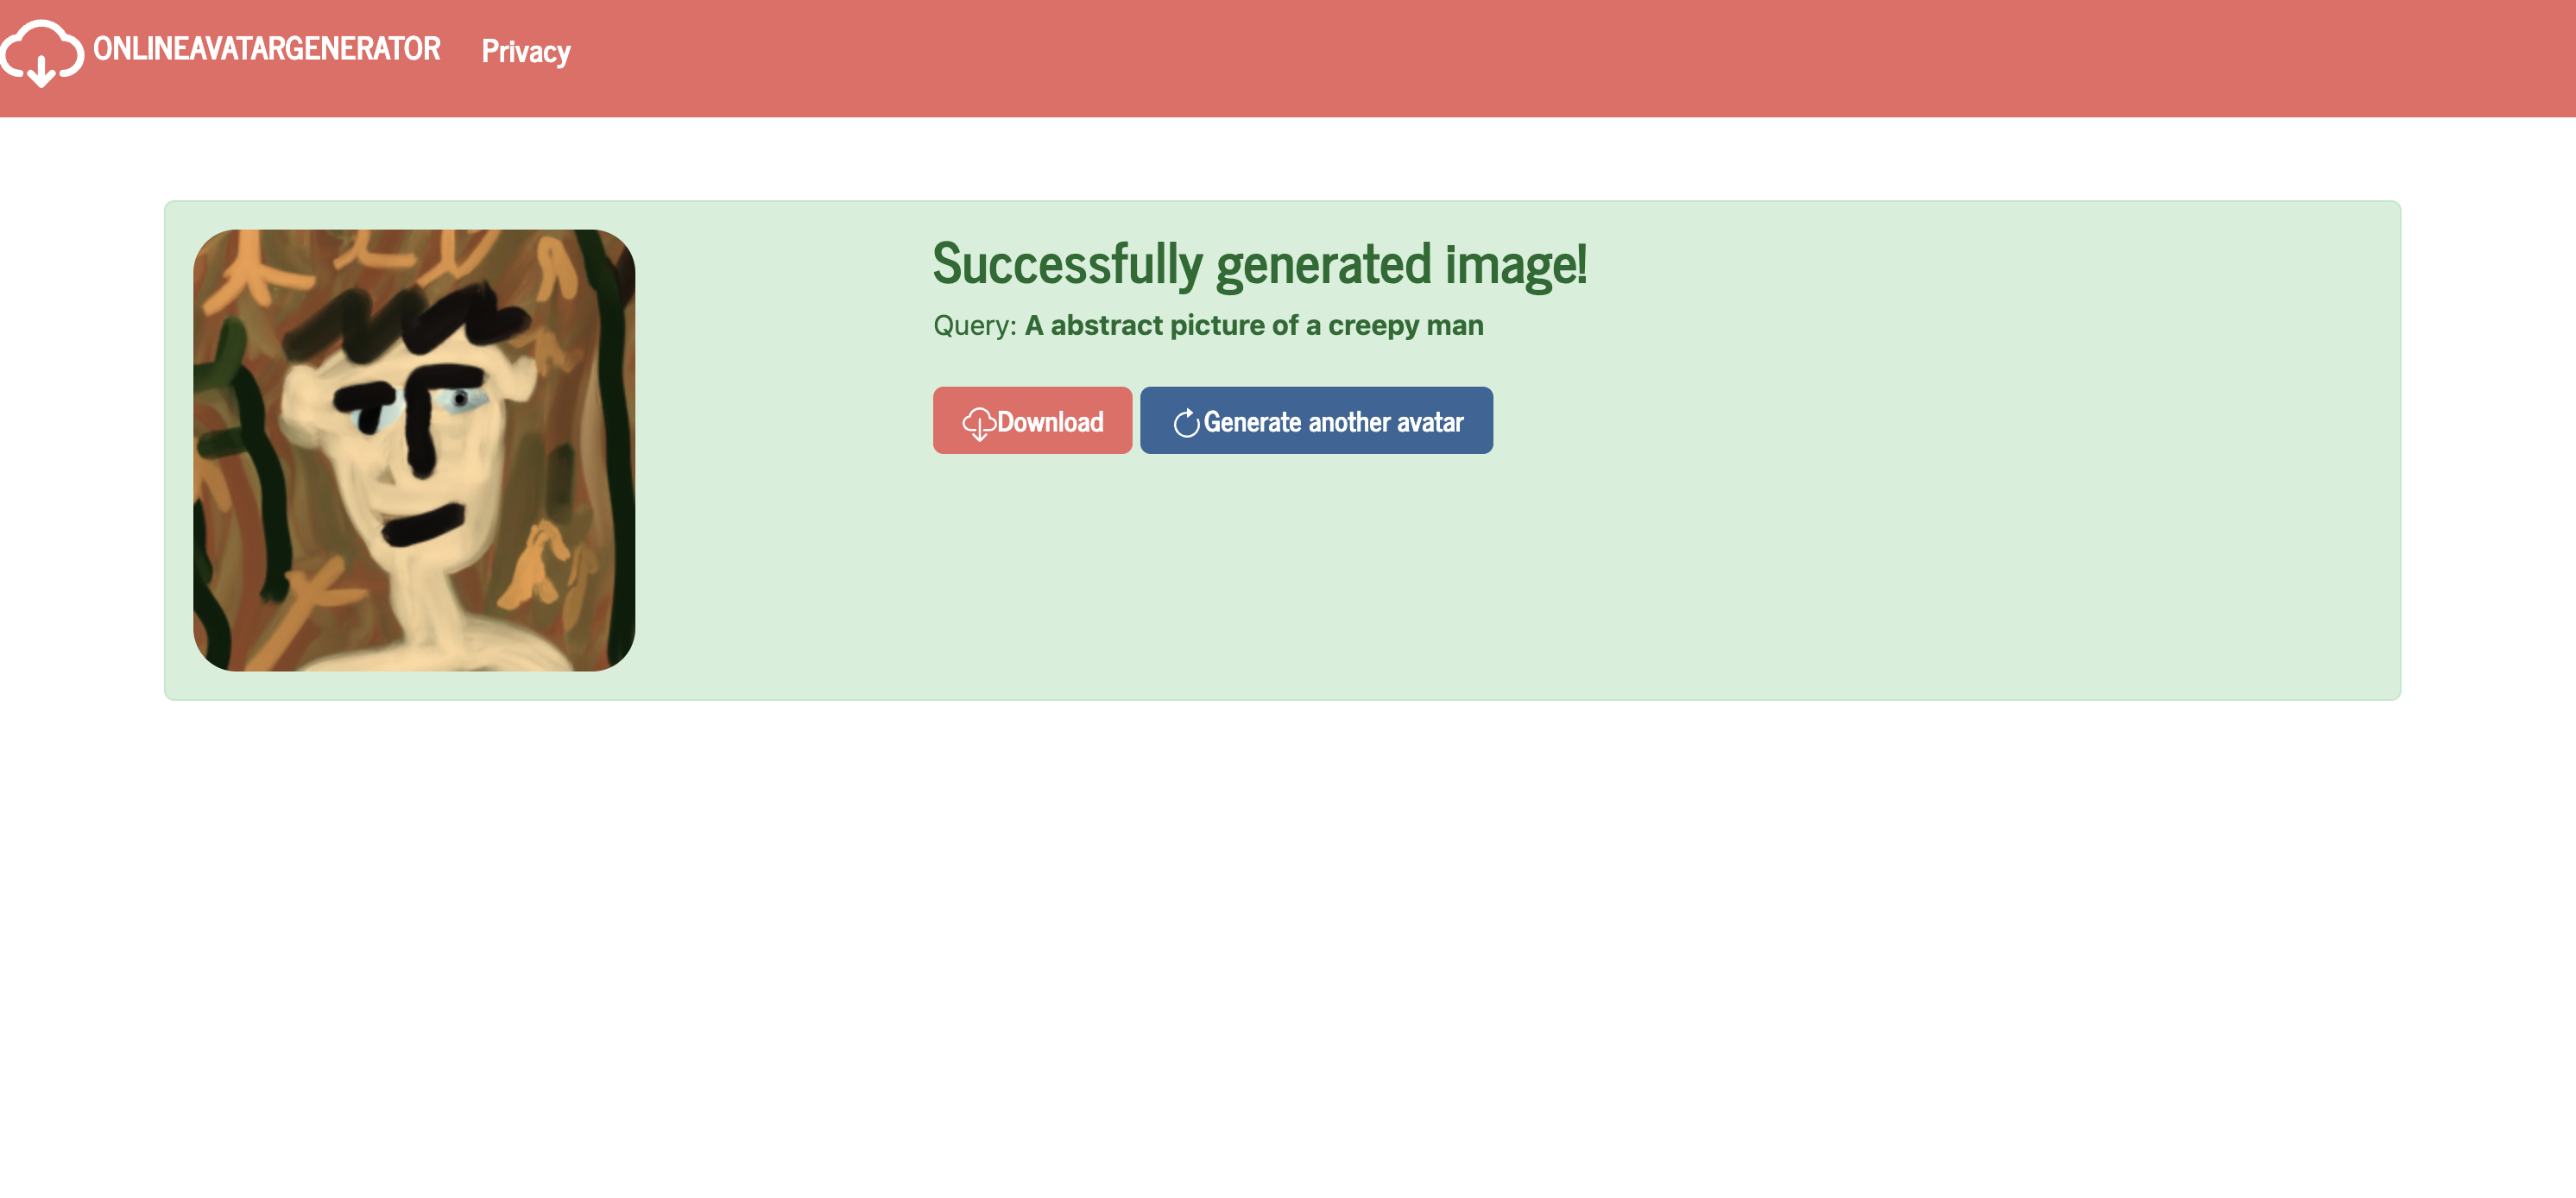 ONLINEAVATARGENERATOR Privacy
Successfully generated image!
Query: A abstract picture of a creepy man
Download Generate another avatar